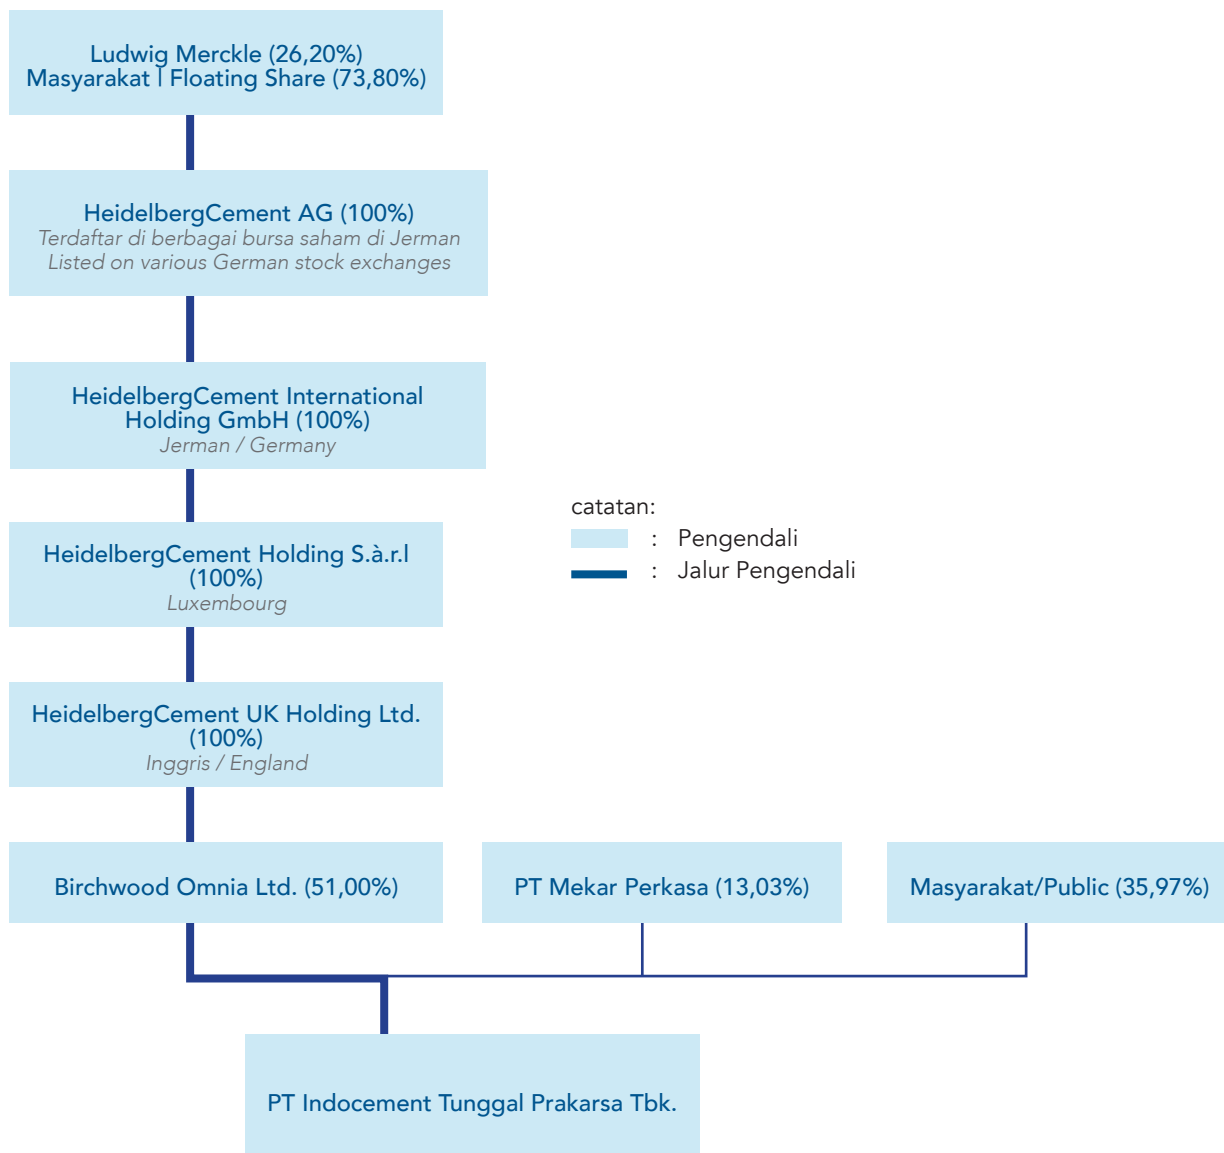 Ludwig Merckle (26,20%)
Masyarakat | Floating Share (73,80%)
HeidelbergCement AG (100%)
Terdaftar di berbagai bursa saham di Jerman
Listed on various German stock exchanges
HeidelbergCement International
Holding GmbH (100%)
Jerman / Germany
HeidelbergCement Holding S.à.r.l
(100%)
Luxembourg
catatan:
: Pengendali
: Jalur Pengendali
HeidelbergCement UK Holding Ltd.
(100%)
Inggris / England
Birchwood Omnia Ltd. (51,00%)
PT Mekar Perkasa (13,03%)
Masyarakat/Public (35,97%)
PT Indocement Tunggal Prakarsa Tbk.